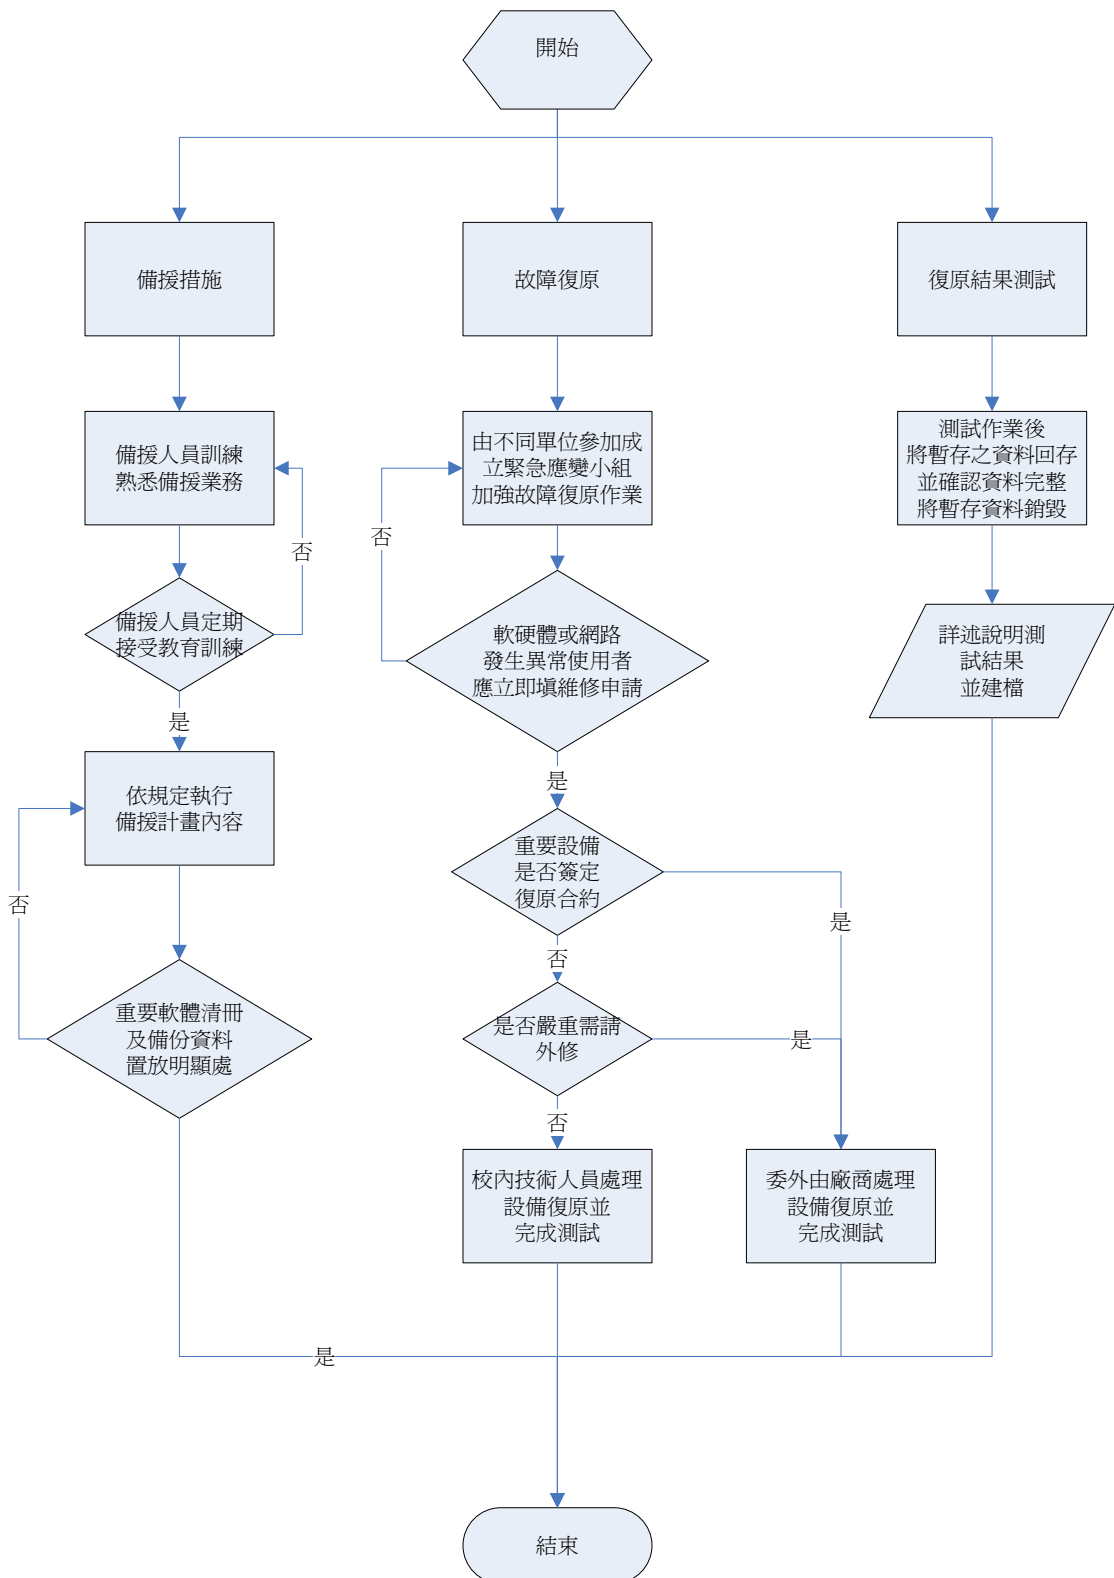 開始
備援措施
故障復原
復原結果測試
備援人員訓練
熟悉備援業務
由不同單位參加成
立緊急應變小組
加強故障復原作業
測試作業後
將暫存之資料回存
並確認資料完整
將暫存資料銷毀
否
否
備援人員定期
接受教育訓練
軟硬體或網路
發生異常使用者
應立即填維修申請
詳述說明測
試結果
並建檔
是
是
依規定執行
備援計畫內容
重要設備
是否簽定
復原合約
否
是
否
重要軟體清冊
及備份資料
置放明顯處
是否嚴重需請
外修
是
否
校內技術人員處理
設備復原並
完成測試
委外由廠商處理
設備復原並
完成測試
是
結束